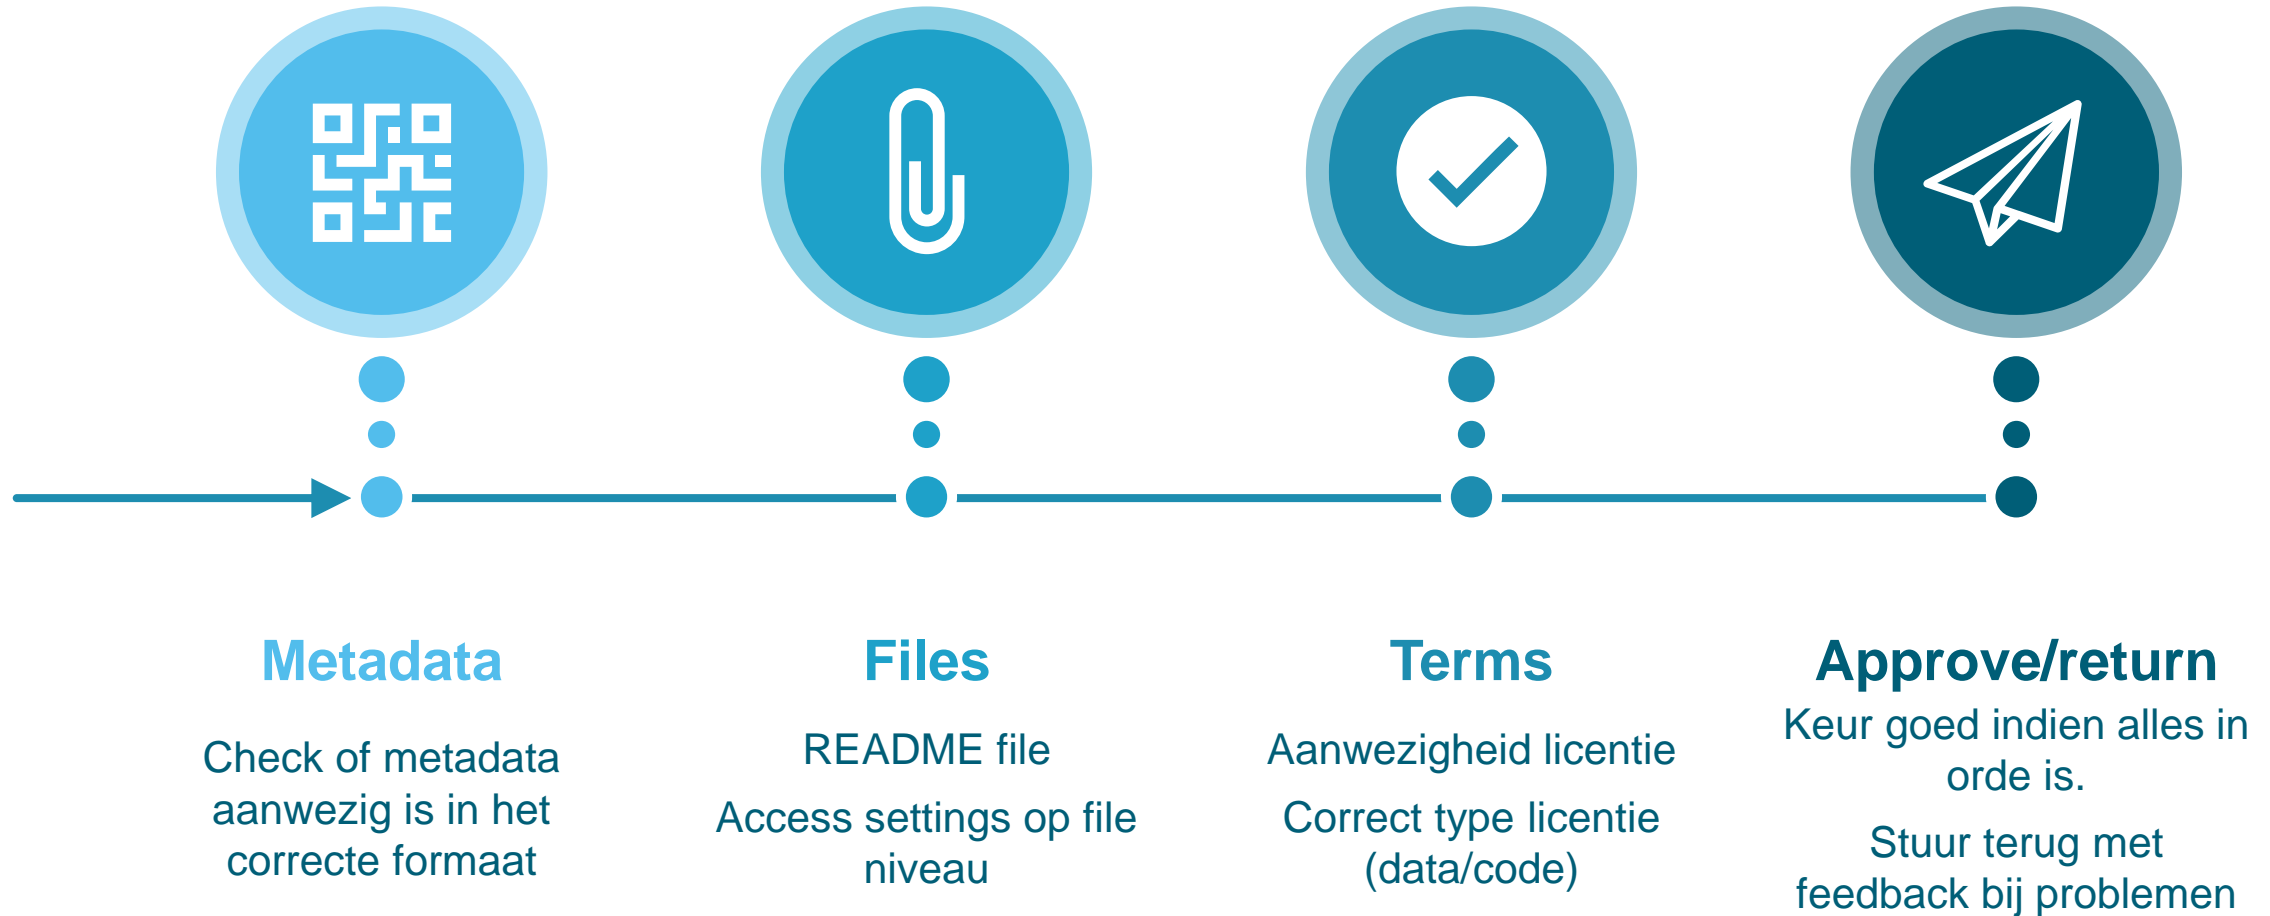 Metadata
Check of metadata
aanwezig is in het
correcte formaat
Files
README file
Access settings op file
niveau
Terms
Aanwezigheid licentie
Correct type licentie
(data/code)
Approve/return
Keur goed indien alles in
orde is.
Stuur terug met
feedback bij problemen